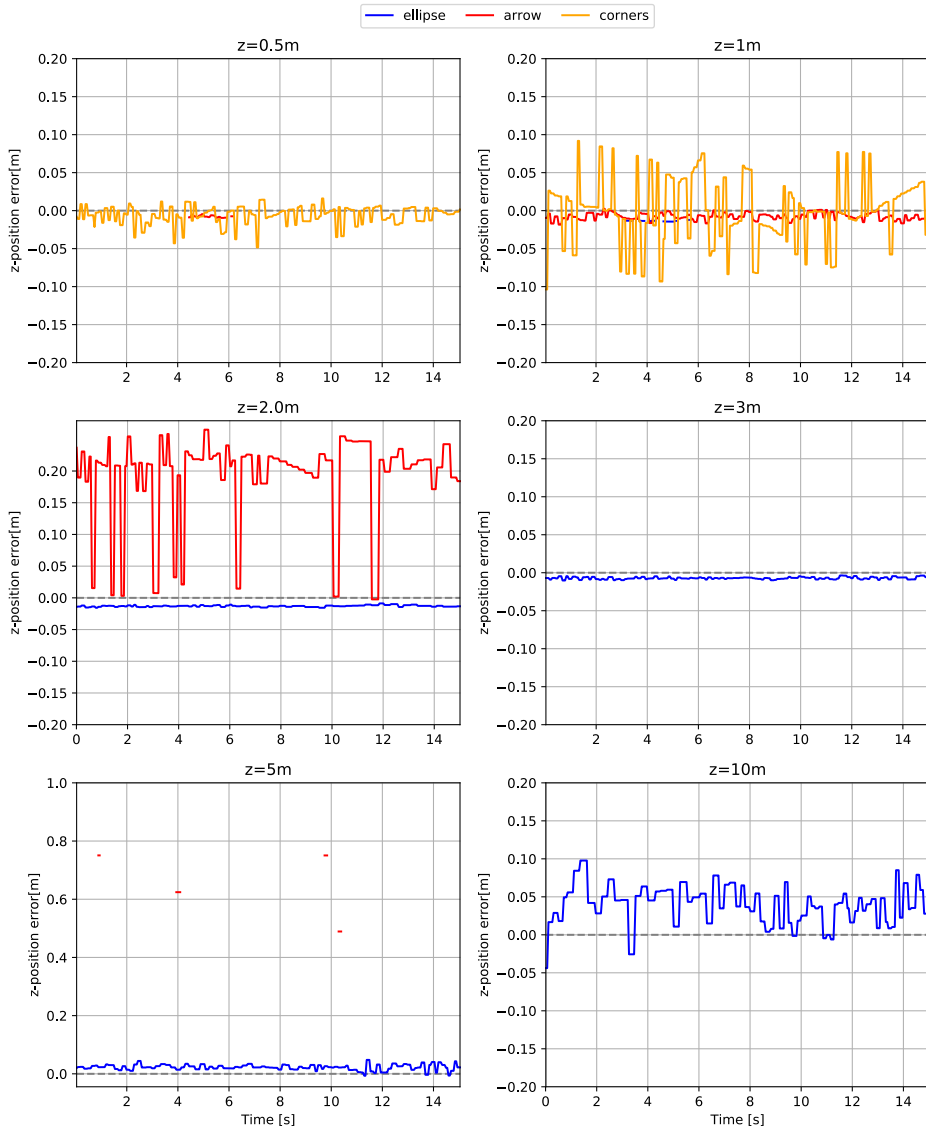 ellipse arrow corners
z=0.5m z=1m
0.20 0.20
0.15 0.15
0.10 0.10
0.05 0.05
0.00 0.00
−0.05 −0.05
−0.10 −0.10
−0.15 −0.15
−0.20 −0.20
z-position error[m] z-position error[m]
2 4 6 8 10 12 14 2 4 6 8 10 12 14
z=2.0m z=3m
0.20 0.20
0.15 0.15
0.10 0.10
0.05 0.05
0.00 0.00
−0.05 −0.05
−0.10 −0.10
−0.15 −0.15
−0.20 −0.20
z-position error[m] z-position error[m]
0 2 4 6 8 10 12 14 2 4 6 8 10 12 14
z=5m z=10m
1.0 0.20
0.8 0.15
0.6 0.10
0.4 0.05
0.2 0.00
0.0 −0.05
−0.10
−0.15
−0.20
z-position error[m] z-position error[m]
2 4 6 8 10 12 14 0 2 4 6 8 10 12 14
Time [s] Time [s]